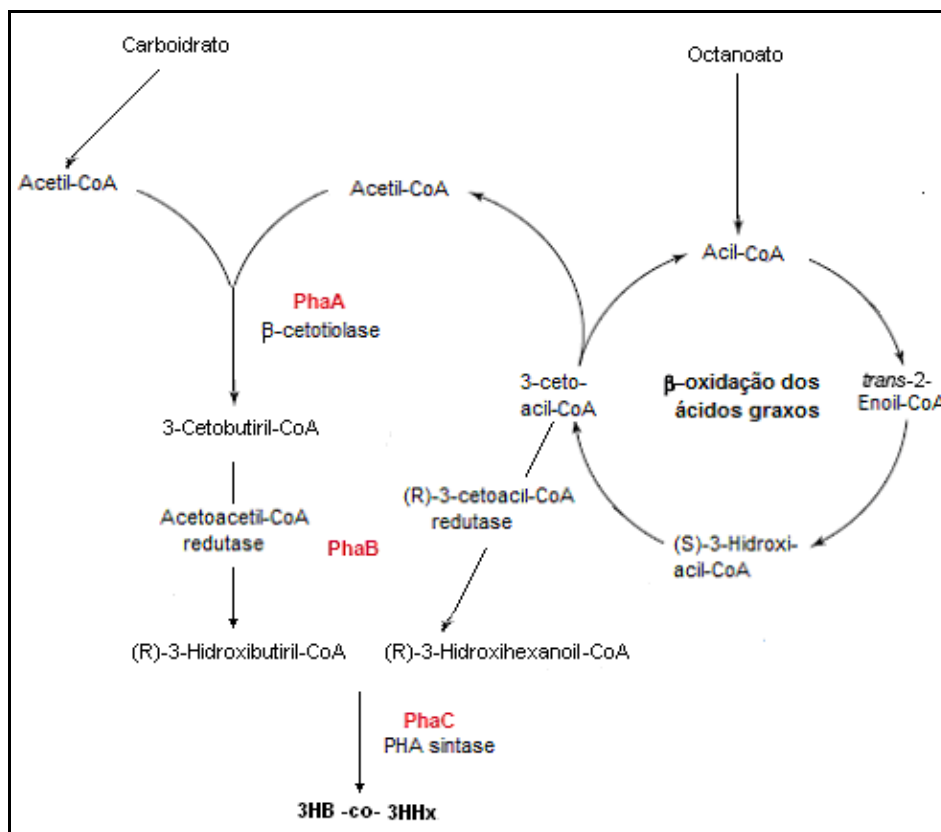 Carboidrato
Octanoato
Acetil-CoA
Acetil-CoA
Acil-CoA
PhaA
β-cetotiolase
3-ceto-
acil-CoA
β-oxidação dos
ácidos graxos
trans-2-
Enoil-CoA
3-Cetobutiril-CoA
(R)-3-cetoacil-CoA
redutase
Acetoacetil-CoA
redutase
PhaB
(S)-3-Hidroxi-
acil-CoA
(R)-3-Hidroxibutiril-CoA
(R)-3-Hidroxihexanoil-CoA
PhaC
PHA sintase
3HB -co- 3HHx